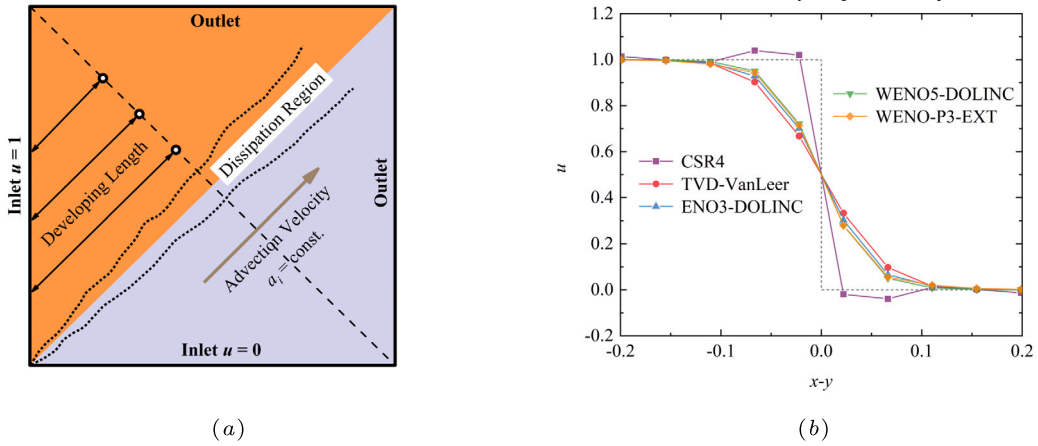 Outlet
Inlet u = 1
Developing Length
Dissipation Region
Advection Velocity
a_i = const.
Outlet
Inlet u = 0
(a)
1.2
1.0
0.8
0.6
0.4
0.2
0.0
-0.2
u
WENO5-DOLINC
WENO-P3-EXT
CSR4
TVD-VanLeer
ENO3-DOLINC
-0.2 -0.1 0.0 0.1 0.2
x-y
(b)